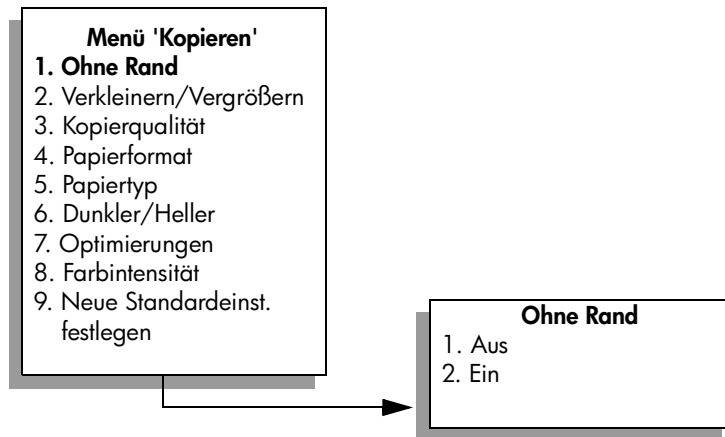 Menü 'Kopieren'
1. Ohne Rand
2. Verkleinern/Vergrößern
3. Kopierqualität
4. Papierformat
5. Papiertyp
6. Dunkler/Heller
7. Optimierungen
8. Farbintensität
9. Neue Standardeinst.
festlegen
Ohne Rand
1. Aus
2. Ein